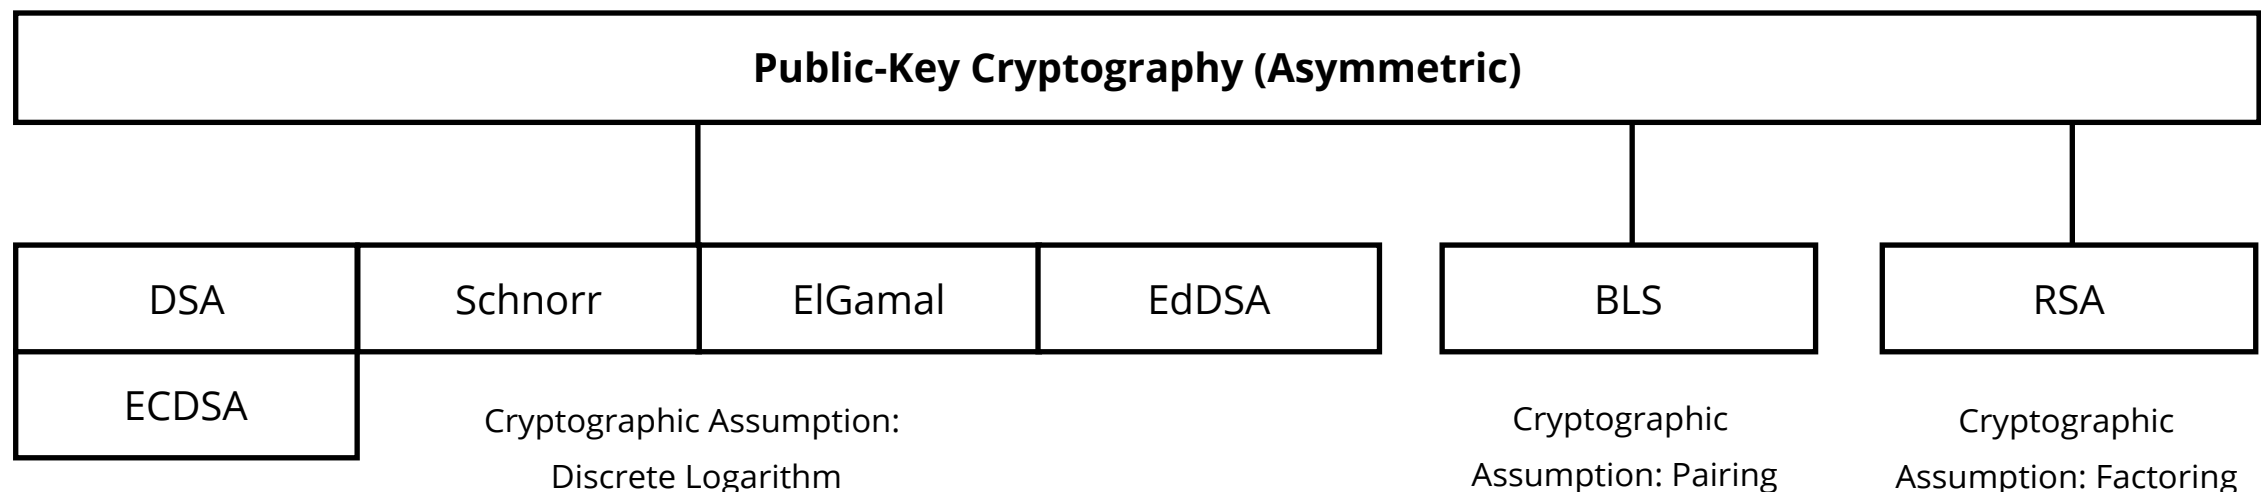 Public-Key Cryptography (Asymmetric)
DSA
Schnorr
ElGamal
EdDSA
BLS
RSA
ECDSA
Cryptographic Assumption:
Discrete Logarithm
Cryptographic
Assumption: Pairing
Cryptographic
Assumption: Factoring